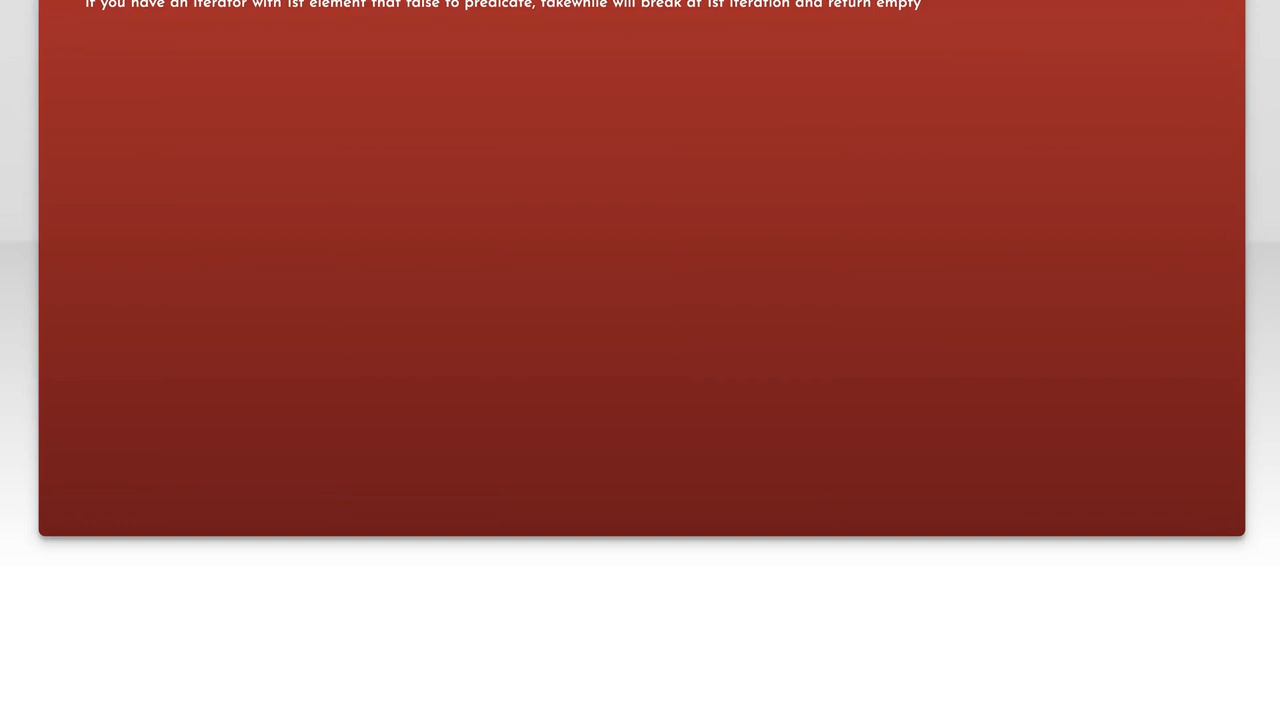 If you have an iterator with 1st element that false to predicate, takewhile will break at 1st iteration and return empty